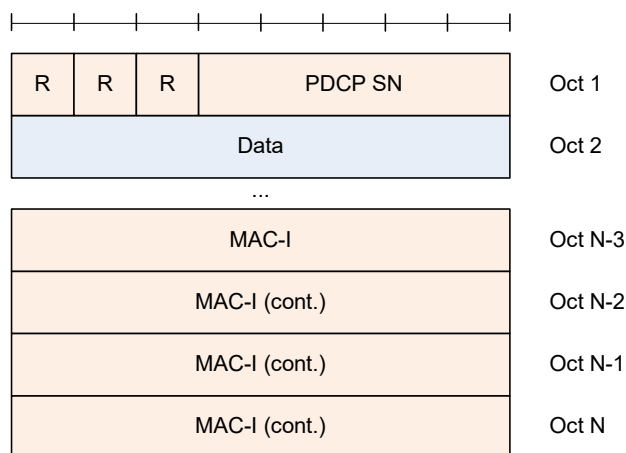 R R R PDCP SN Oct 1
Data Oct 2
...
MAC-I Oct N-3
MAC-I (cont.) Oct N-2
MAC-I (cont.) Oct N-1
MAC-I (cont.) Oct N